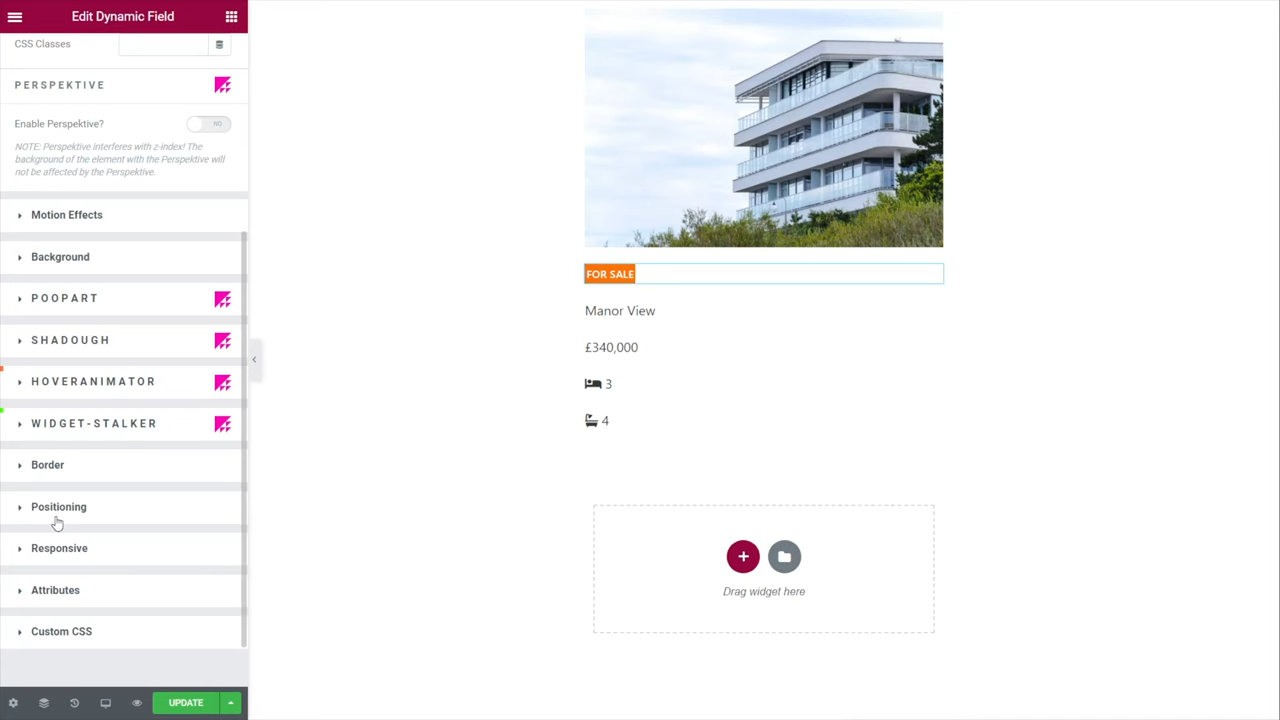 Edit Dynamic Field
CSS Classes
PERSPEKTIVE
Enable Perspektive?
NO
NOTE: Perspektive interferes with z-index! The
background of the element with the Perspektive will
not be affected by the Perspektive.
Motion Effects
Background
POOPART
SHADOUGH
HOVERANIMATOR
WIDGET-STALKER
Border
Positioning
Responsive
Attributes
Custom CSS
UPDATE
FOR SALE
Manor View
£340,000
3
4
Drag widget here